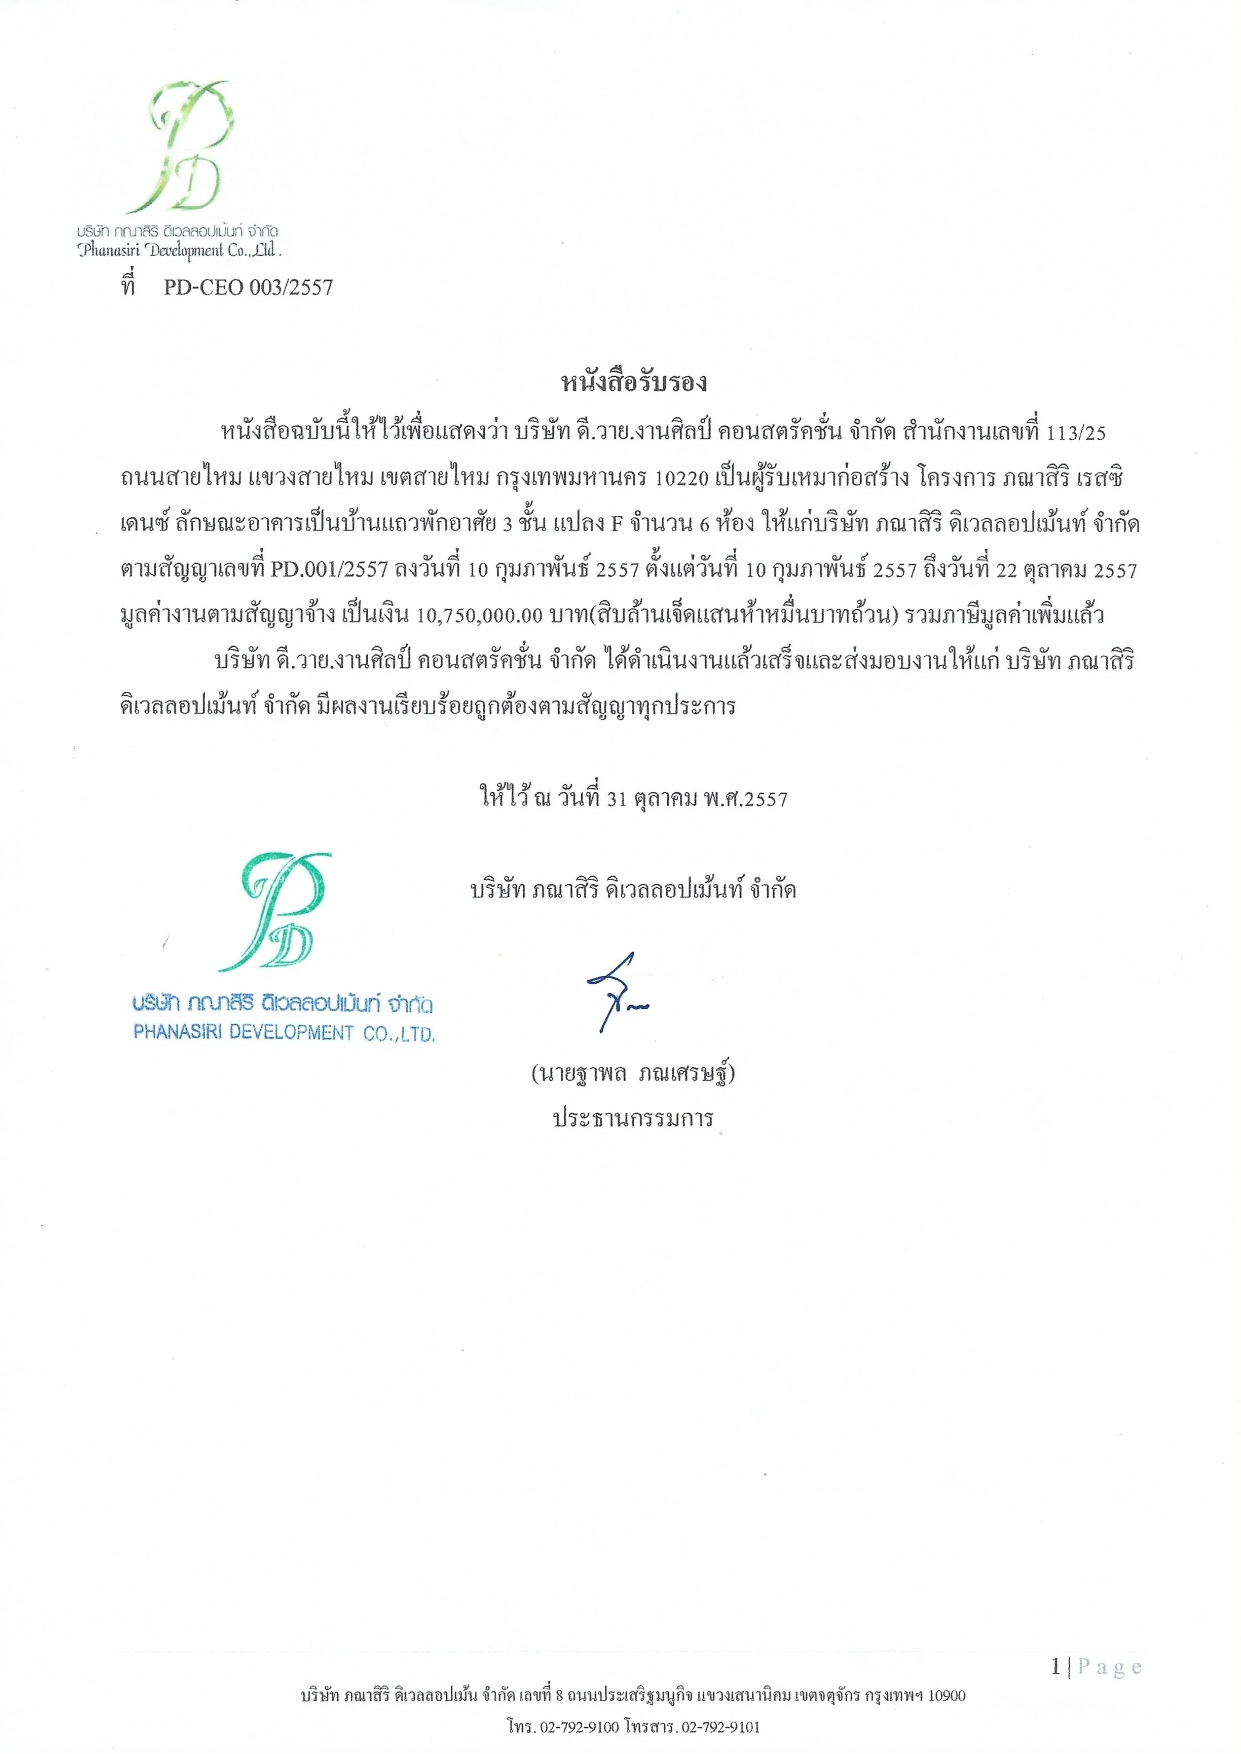 PD
บริษัท ภณาสิริ ดีเวลลอปเม้นท์ จำกัด
Phanasiri Development Co.,Ltd .
ที่ PD-CEO 003/2557
หนังสือรับรอง
หนังสือฉบับนี้ให้ไว้เพื่อแสดงว่า บริษัท ดี.วาย.งานศิลป์ คอนสตรัคชั่น จำกัด สำนักงานเลขที่ 113/25
ถนนสายไหม แขวงสายไหม เขตสายไหม กรุงเทพมหานคร 10220 เป็นผู้รับเหมาก่อสร้าง โครงการ ภณาสิริ เรสซิ
เดนซ์ ลักษณะอาคารเป็นบ้านแถวพักอาศัย 3 ชั้น แปลง F จำนวน 6 ห้อง ให้แก่บริษัท ภณาสิริ ดิเวลลอปเม้นท์ จำกัด
ตามสัญญาเลขที่ PD.001/2557 ลงวันที่ 10 กุมภาพันธ์ 2557 ตั้งแต่วันที่ 10 กุมภาพันธ์ 2557 ถึงวันที่ 22 ตุลาคม 2557
มูลค่างานตามสัญญาจ้าง เป็นเงิน 10,750,000.00 บาท(สิบล้านเจ็ดแสนห้าหมื่นบาทถ้วน) รวมภาษีมูลค่าเพิ่มแล้ว
บริษัท ดี.วาย.งานศิลป์ คอนสตรัคชั่น จำกัด ได้ดำเนินงานแล้วเสร็จและส่งมอบงานให้แก่ บริษัท ภณาสิริ
ดิเวลลอปเม้นท์ จำกัด มีผลงานเรียบร้อยถูกต้องตามสัญญาทุกประการ
ให้ไว้ ณ วันที่ 31 ตุลาคม พ.ศ.2557
บริษัท ภณาสิริ ดิเวลลอปเม้นท์ จำกัด
PD
บริษัท ภณาสิริ ดีเวลลอปเม้นท์ จำกัด
PHANASIRI DEVELOPMENT CO.,LTD.
(นายฐาพล ภณเศรษฐ์)
ประธานกรรมการ
1 | Page
บริษัท ภณาสิริ ดิเวลลอปเม้น จำกัด เลขที่ 8 ถนนประเสริฐมนูกิจ แขวงเสนานิคม เขตจตุจักร กรุงเทพฯ 10900
โทร. 02-792-9100 โทรสาร. 02-792-9101